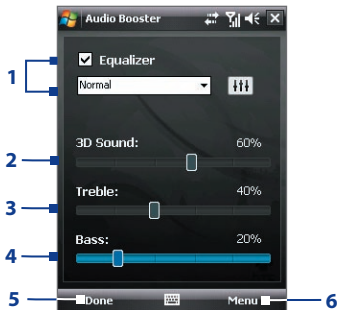 Audio Booster
1
Equalizer
Normal
2
3D Sound: 60%
3
Treble: 40%
4
Bass: 20%
5
Done Menu
6